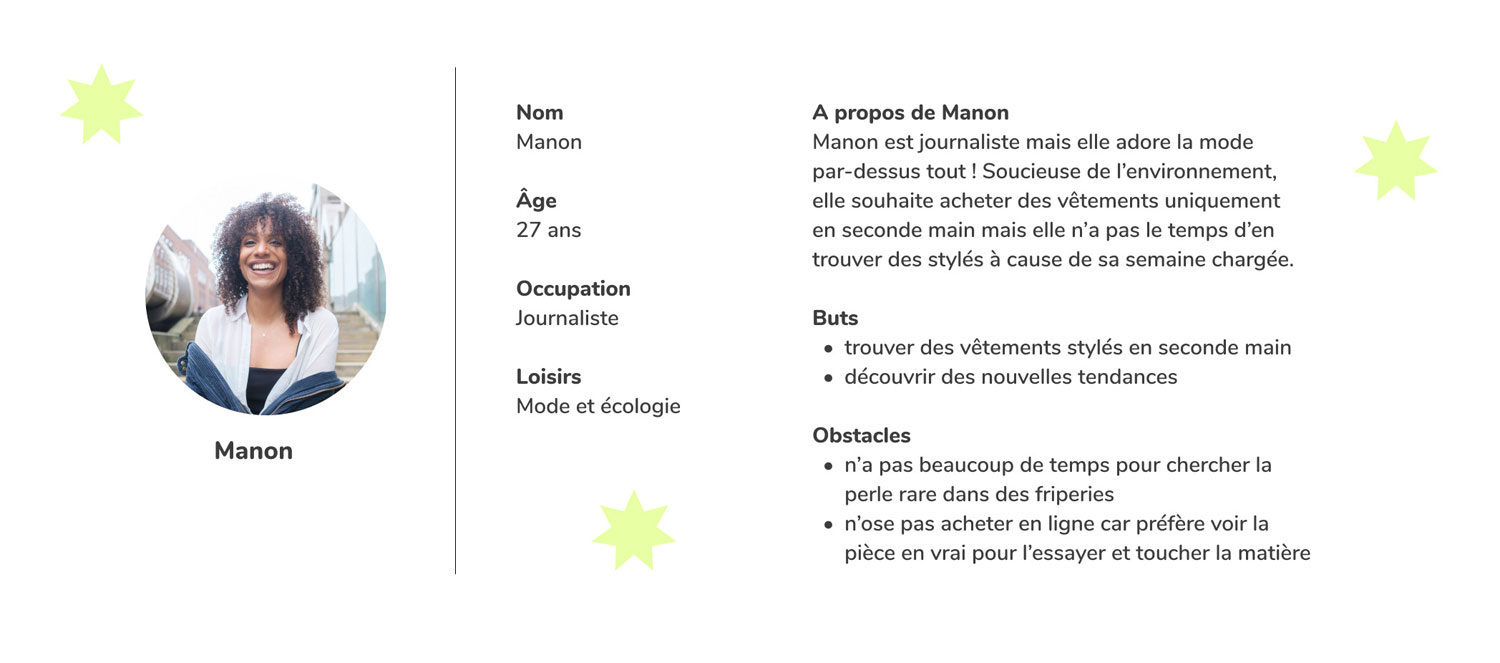 Manon
Nom
Manon
Âge
27 ans
Occupation
Journaliste
Loisirs
Mode et écologie
A propos de Manon
Manon est journaliste mais elle adore la mode
par-dessus tout ! Soucieuse de l’environnement,
elle souhaite acheter des vêtements uniquement
en seconde main mais elle n’a pas le temps d’en
trouver des stylés à cause de sa semaine chargée.
Buts
• trouver des vêtements stylés en seconde main
• découvrir des nouvelles tendances
Obstacles
• n’a pas beaucoup de temps pour chercher la
perle rare dans des friperies
• n’ose pas acheter en ligne car préfère voir la
pièce en vrai pour l’essayer et toucher la matière